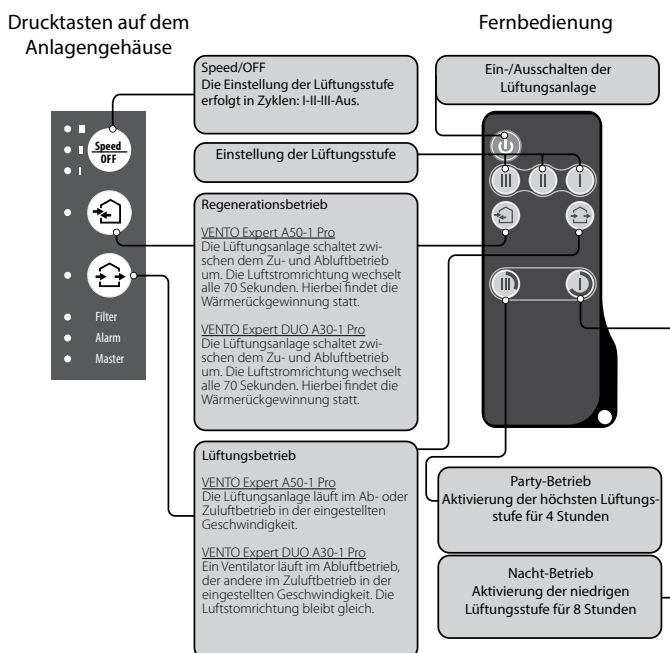 Drucktasten auf dem
Anlagengehäuse
Fernbedienung
Speed/OFF
Die Einstellung der Lüftungsstufe
erfolgt in Zyklen: I-II-III-Aus.
Ein-/Ausschalten der
Lüftungsanlage
Speed
OFF
Einstellung der Lüftungsstufe
III
II
I
Regenerationsbetrieb
VENTO Expert A50-1 Pro
Die Lüftungsanlage schaltet zwi-
schen dem Zu- und Abluftbetrieb
um. Die Luftstromrichtung wechselt
alle 70 Sekunden. Hierbei findet die
Wärmerückgewinnung statt.
VENTO Expert DUO A30-1 Pro
Die Lüftungsanlage schaltet zwi-
schen dem Zu- und Abluftbetrieb
um. Die Luftstromrichtung wechselt
alle 70 Sekunden. Hierbei findet die
Wärmerückgewinnung statt.
III
I
Filter
Alarm
Master
Lüftungsbetrieb
VENTO Expert A50-1 Pro
Die Lüftungsanlage läuft im Ab- oder
Zuluftbetrieb in der eingestellten
Geschwindigkeit.
VENTO Expert DUO A30-1 Pro
Ein Ventilator läuft im Abluftbetrieb,
der andere im Zuluftbetrieb in der
eingestellten Geschwindigkeit. Die
Luftstomrichtung bleibt gleich.
Party-Betrieb
Aktivierung der höchsten Lüftungs-
stufe für 4 Stunden
Nacht-Betrieb
Aktivierung der niedrigen
Lüftungsstufe für 8 Stunden